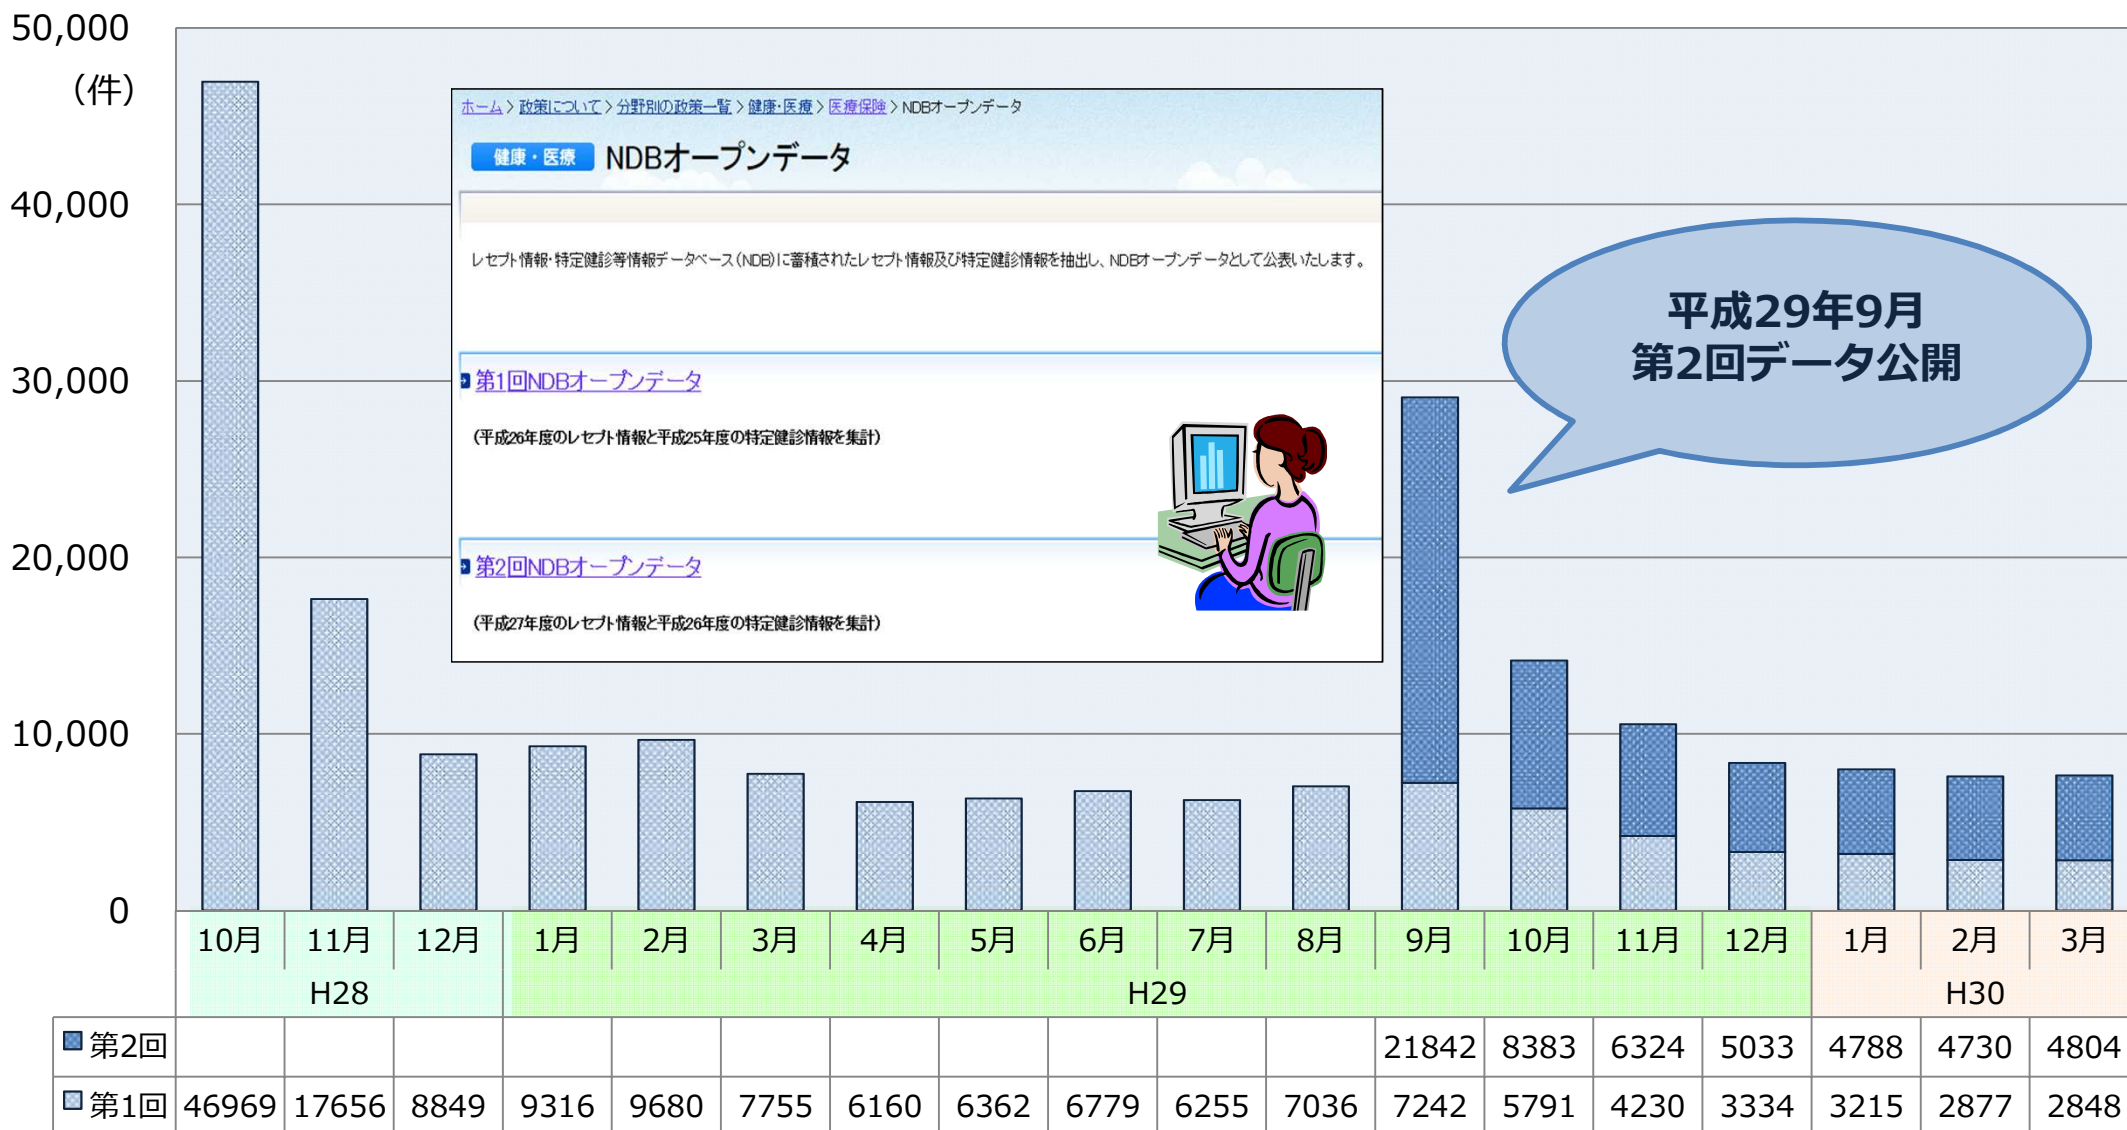 50,000
（件）
40,000
30,000
20,000
10,000
0
ホーム > 政策について > 分野別の政策一覧 > 健康・医療 > 医療保険 > NDBオープンデータ
健康・医療 NDBオープンデータ
レセプト情報・特定健診等情報データベース（NDB）に蓄積されたレセプト情報及び特定健診情報を抽出し、NDBオープンデータとして公表いたします。
第1回NDBオープンデータ
（平成26年度のレセプト情報と平成25年度の特定健診情報を集計）
第2回NDBオープンデータ
（平成27年度のレセプト情報と平成26年度の特定健診情報を集計）
平成29年9月
第2回データ公開
10月 11月 12月 1月 2月 3月 4月 5月 6月 7月 8月 9月 10月 11月 12月 1月 2月 3月
H28 H29 H30
第2回 21842 8383 6324 5033 4788 4730 4804
第1回 46969 17656 8849 9316 9680 7755 6160 6362 6779 6255 7036 7242 5791 4230 3334 3215 2877 2848